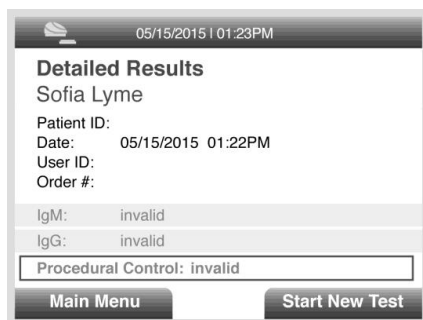 05/15/2015 | 01:23PM
Detailed Results
Sofia Lyme
Patient ID:
Date: 05/15/2015 01:22PM
User ID:
Order #:
IgM: invalid
IgG: invalid
Procedural Control: invalid
Main Menu Start New Test